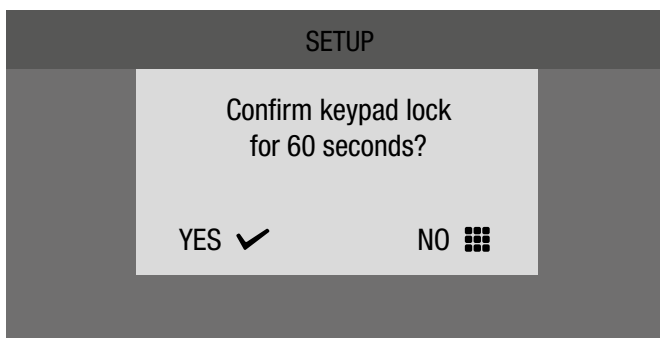 SETUP
Confirm keypad lock
for 60 seconds?
YES NO